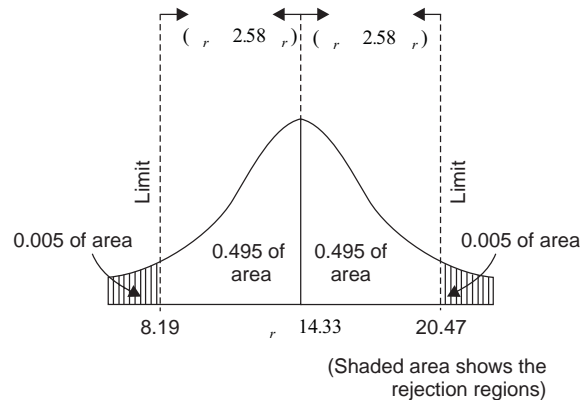 ( r 2.58 r) ( r 2.58 r)
Limit
Limit
0.005 of area
0.495 of area
0.495 of area
0.005 of area
8.19
r 14.33
20.47
(Shaded area shows the
rejection regions)